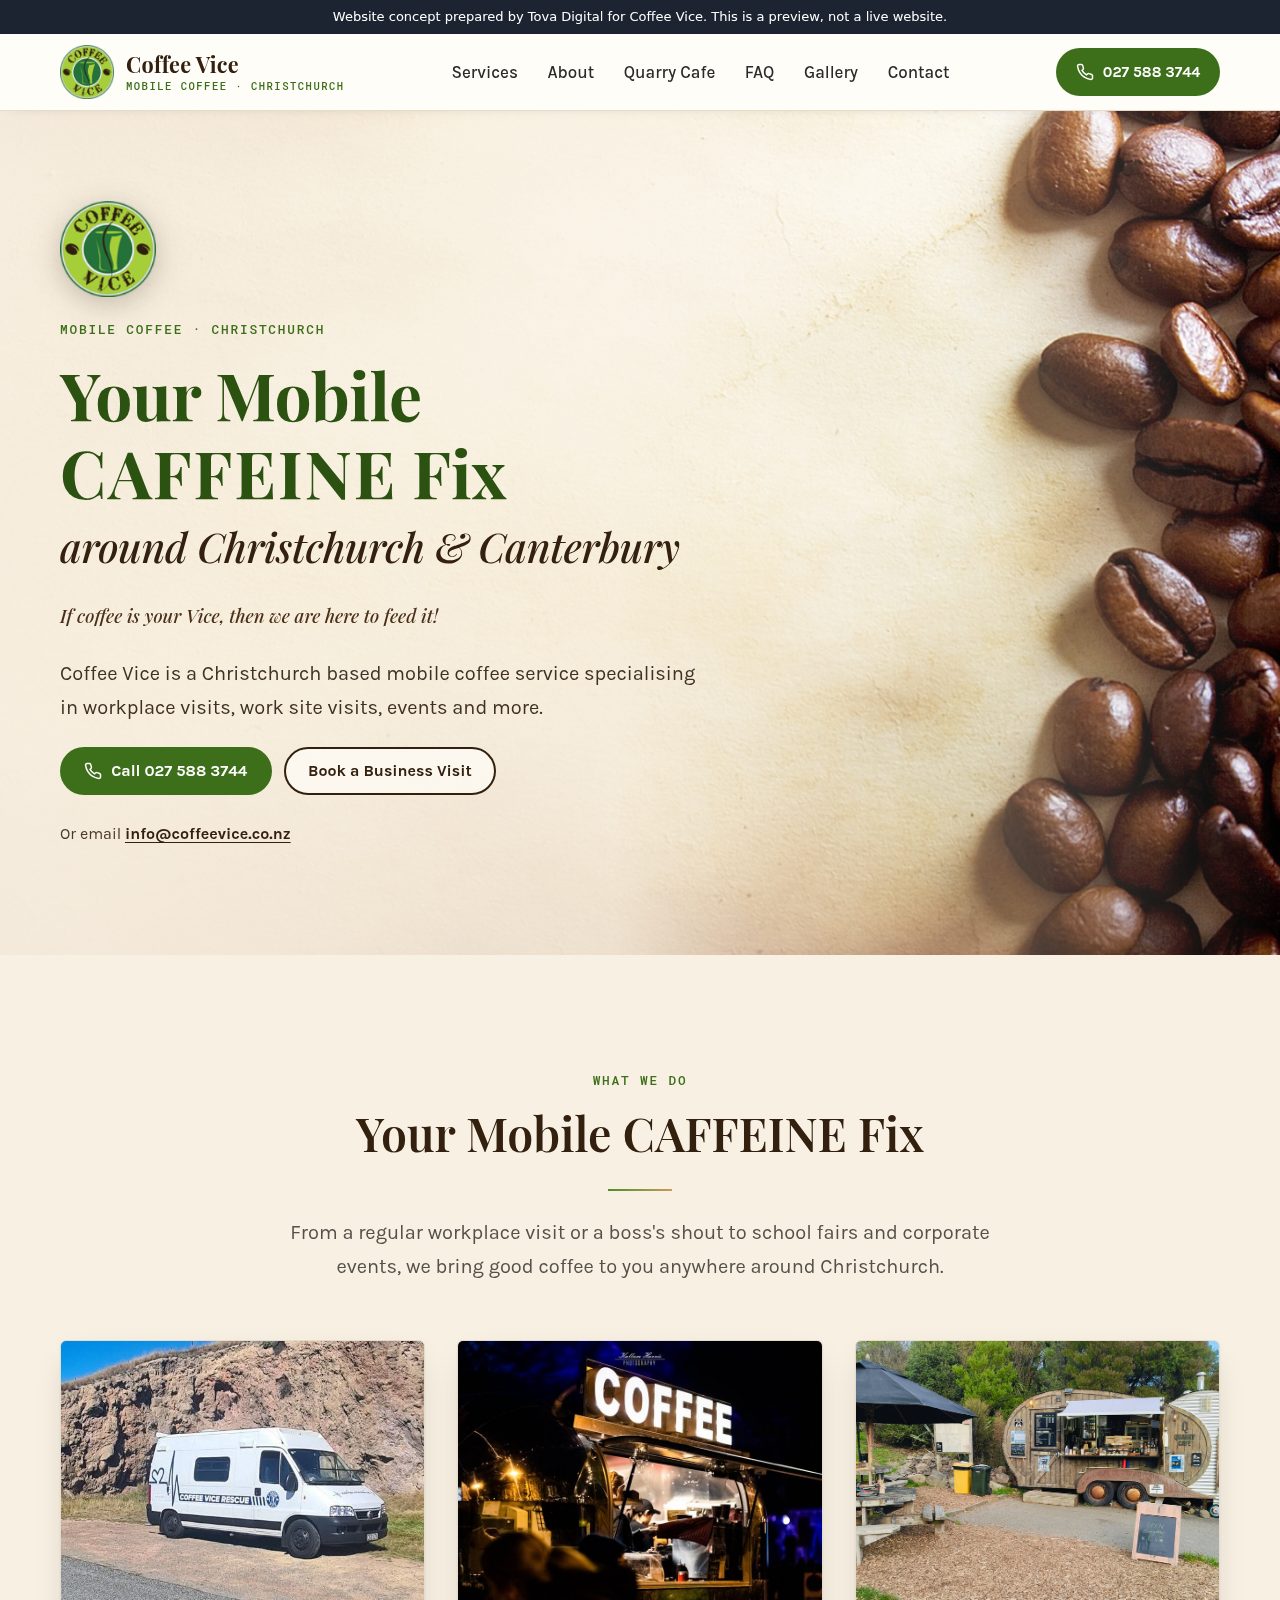 Website concept prepared by Tova Digital for Coffee Vice. This is a preview, not a live website.
COFFEE VICE
Coffee Vice
MOBILE COFFEE · CHRISTCHURCH
Services About Quarry Cafe FAQ Gallery Contact
027 588 3744
COFFEE
VICE
MOBILE COFFEE · CHRISTCHURCH
Your Mobile
CAFFEINE Fix
around Christchurch & Canterbury
If coffee is your Vice, then we are here to feed it!
Coffee Vice is a Christchurch based mobile coffee service specialising
in workplace visits, work site visits, events and more.
Call 027 588 3744
Book a Business Visit
Or email info@coffeevice.co.nz
WHAT WE DO
Your Mobile CAFFEINE Fix
From a regular workplace visit or a boss's shout to school fairs and corporate
events, we bring good coffee to you anywhere around Christchurch.
COFFEE VICE RESCUE
COFFEE
QUARRY
CAFE